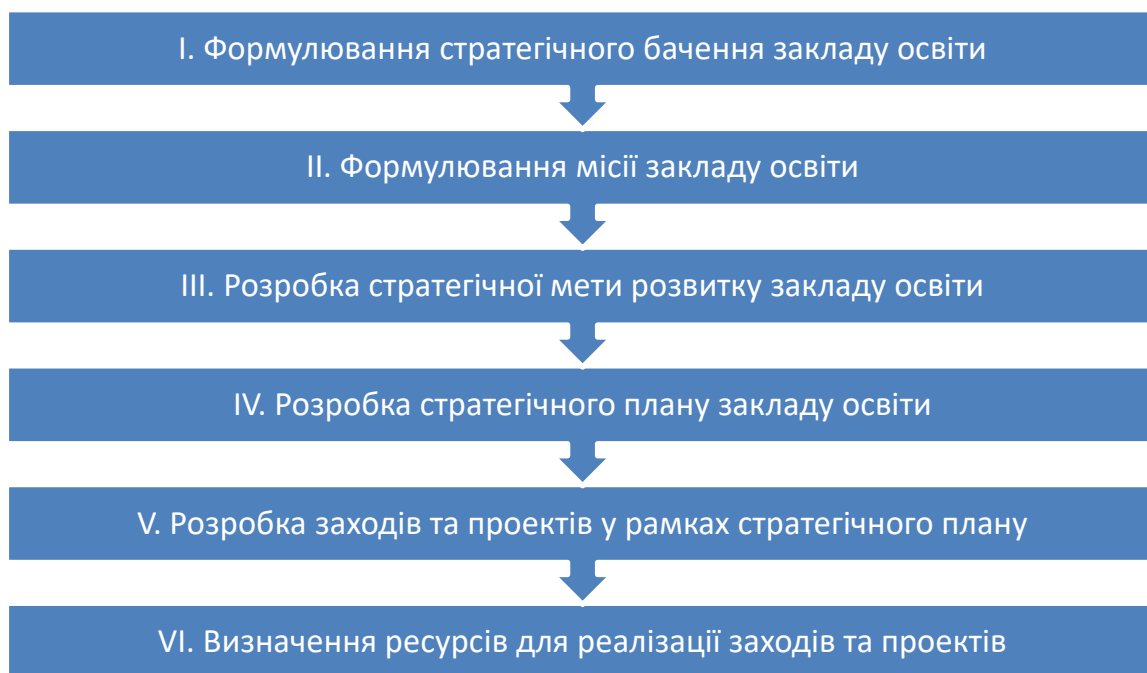 I. Формулювання стратегічного бачення закладу освіти
II. Формулювання місії закладу освіти
III. Розробка стратегічної мети розвитку закладу освіти
IV. Розробка стратегічного плану закладу освіти
V. Розробка заходів та проектів у рамках стратегічного плану
VI. Визначення ресурсів для реалізації заходів та проектів